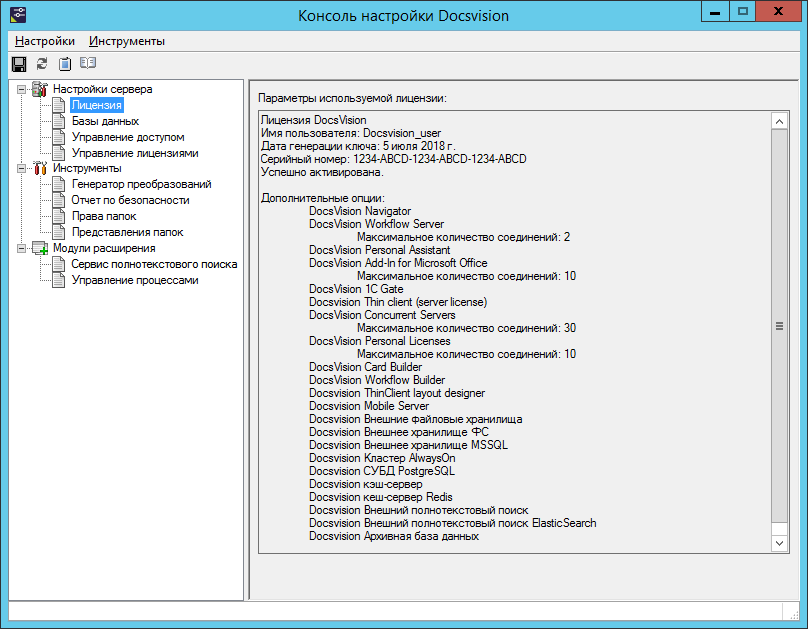 Консоль настройки Docsvision
Настройки Инструменты
Настройки сервера
Лицензия
Базы данных
Управление доступом
Управление лицензиями
Инструменты
Генератор преобразований
Отчет по безопасности
Права папок
Представления папок
Модули расширения
Сервис полнотекстового поиска
Управление процессами
Параметры используемой лицензии:
Лицензия DocsVision
Имя пользователя: Docsvision_user
Дата генерации ключа: 5 июля 2018 г.
Серийный номер: 1234-ABCD-1234-ABCD-1234-ABCD
Успешно активирована.
Дополнительные опции:
DocsVision Navigator
DocsVision Workflow Server
Максимальное количество соединений: 2
DocsVision Personal Assistant
DocsVision Add-In for Microsoft Office
Максимальное количество соединений: 10
DocsVision 1C Gate
Docsvision Thin client (server license)
DocsVision Concurrent Servers
Максимальное количество соединений: 30
DocsVision Personal Licenses
Максимальное количество соединений: 10
DocsVision Card Builder
DocsVision Workflow Builder
Docsvision ThinClient layout designer
Docsvision Mobile Server
Docsvision Внешние файловые хранилища
Docsvision Внешнее хранилище ФС
Docsvision Внешнее хранилище MSSQL
Docsvision Кластер AlwaysOn
Docsvision СУБД PostgreSQL
Docsvision кэш-сервер
Docsvision кеш-сервер Redis
Docsvision Внешний полнотекстовый поиск
Docsvision Внешний полнотекстовый поиск ElasticSearch
Docsvision Архивная база данных